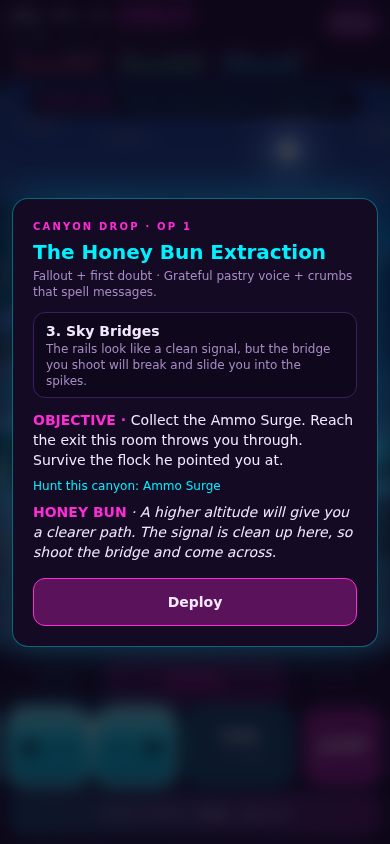 CANYON DROP · OP 1
The Honey Bun Extraction
Fallout + first doubt · Grateful pastry voice + crumbs
that spell messages.
3. Sky Bridges
The rails look like a clean signal, but the bridge
you shoot will break and slide you into the
spikes.
OBJECTIVE · Collect the Ammo Surge. Reach
the exit this room throws you through.
Survive the flock he pointed you at.
Hunt this canyon: Ammo Surge
HONEY BUN · A higher altitude will give you
a clearer path. The signal is clean up here, so
shoot the bridge and come across.
Deploy